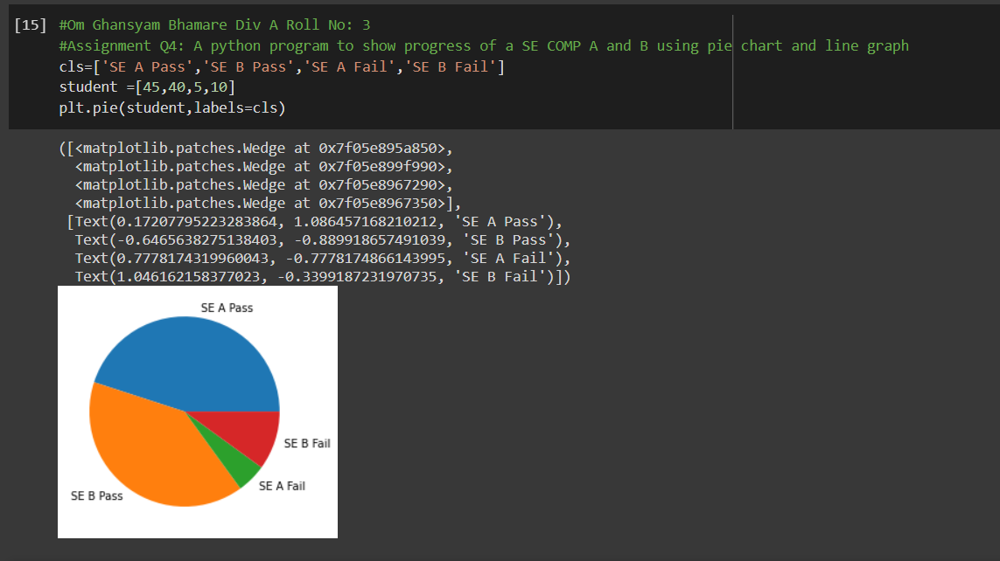 [15] #Om Ghansyam Bhamare Div A Roll No: 3
#Assignment Q4: A python program to show progress of a SE COMP A and B using pie chart and line graph
cls=['SE A Pass','SE B Pass','SE A Fail','SE B Fail']
student =[45,40,5,10]
plt.pie(student,labels=cls)
([<matplotlib.patches.Wedge at 0x7f05e895a850>,
<matplotlib.patches.Wedge at 0x7f05e899f990>,
<matplotlib.patches.Wedge at 0x7f05e8967290>,
<matplotlib.patches.Wedge at 0x7f05e8967350>],
[Text(0.17207795223283864, 1.086457168210212, 'SE A Pass'),
Text(-0.6465638275138403, -0.889918657491039, 'SE B Pass'),
Text(0.7778174319960043, -0.7778174866143995, 'SE A Fail'),
Text(1.046162158377023, -0.3399187231970735, 'SE B Fail')])
SE A Pass
SE B Fail
SE A Fail
SE B Pass